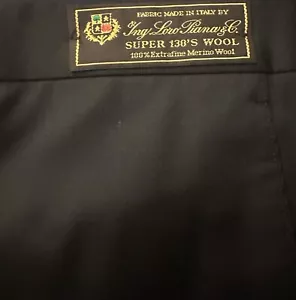 FABRIC MADE IN ITALY BY
Ing. Loro Piana & C.
SUPER 130'S WOOL
100% Extrafine Merino Wool